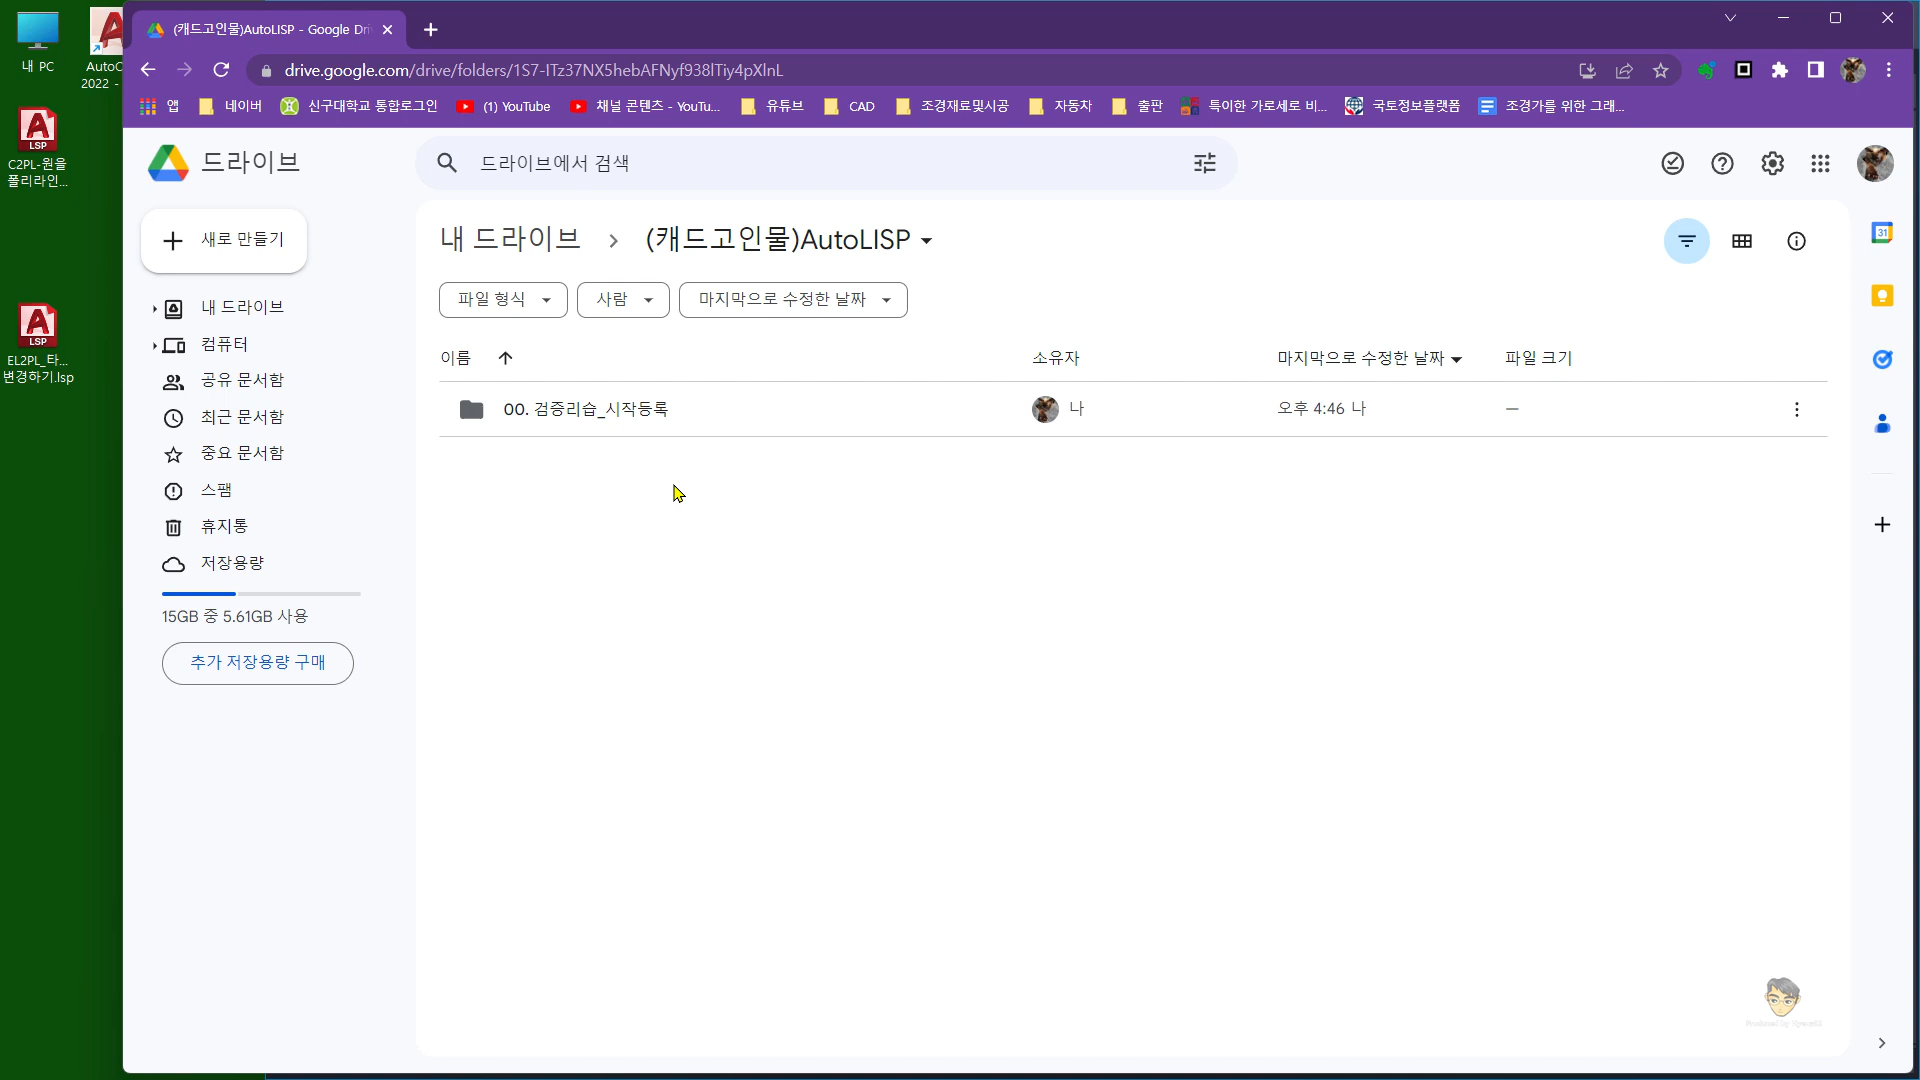 내 PC
AutoC
2022 -
LSP
C2PL-원을
폴리라인...
LSP
EL2PL_타...
변경하기.lsp
(캐드고인물)AutoLISP - Google Dri
drive.google.com/drive/folders/1S7-ITz37NX5hebAFNyf938lTiy4pXlnL
앱 네이버 신구대학교 통합로그인 (1) YouTube 채널 콘텐츠 - YouTu... 유튜브 CAD 조경재료및시공 자동차 출판 특이한 가로세로 비... 국토정보플랫폼 조경가를 위한 그래...
드라이브
드라이브에서 검색
새로 만들기
내 드라이브
컴퓨터
공유 문서함
최근 문서함
중요 문서함
스팸
휴지통
저장용량
15GB 중 5.61GB 사용
추가 저장용량 구매
내 드라이브 > (캐드고인물)AutoLISP
파일 형식 사람 마지막으로 수정한 날짜
이름 소유자 마지막으로 수정한 날짜 파일 크기
00. 검증리습_시작등록 나 오후 4:46 나 —
31